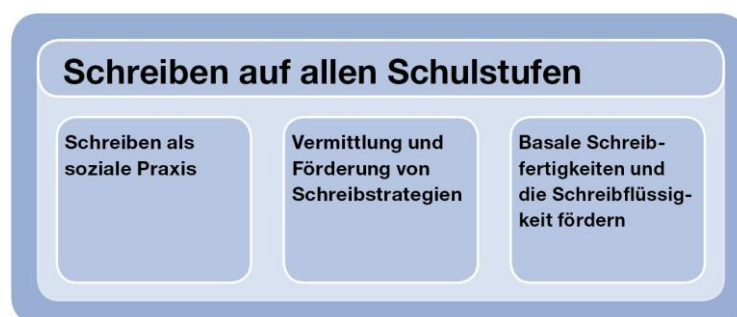 Schreiben auf allen Schulstufen
Schreiben als
soziale Praxis
Vermittlung und
Förderung von
Schreibstrategien
Basale Schreib-
fertigkeiten und
die Schreibflüssig-
keit fördern